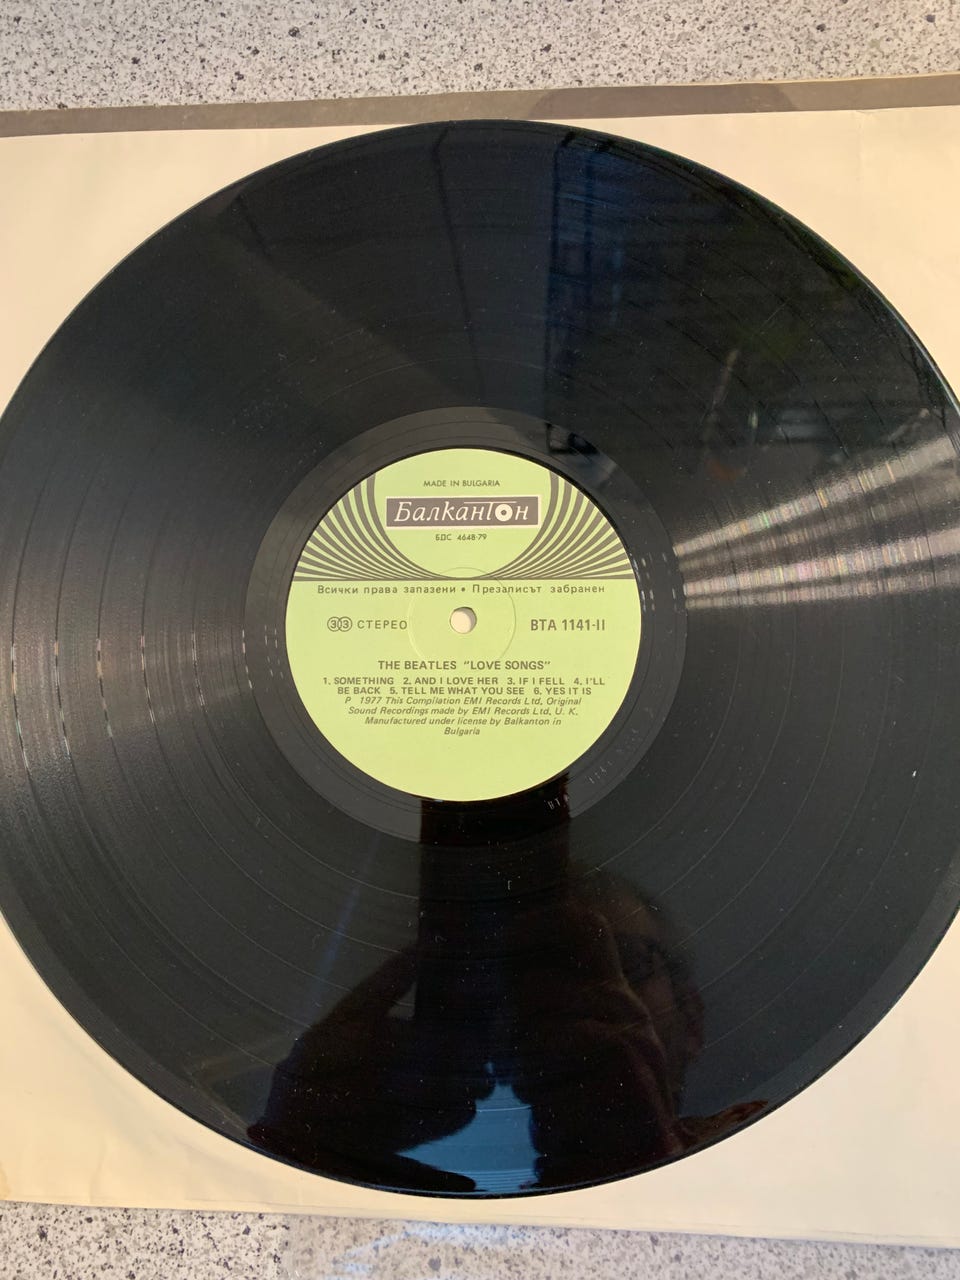 MADE IN BULGARIA
Балкантон
БДС 4648-79
Всички права запазени • Презаписът забранен
33 СТЕРЕО
ВТА 1141-II
THE BEATLES "LOVE SONGS"
1. SOMETHING 2. AND I LOVE HER 3. IF I FELL 4. I'LL
BE BACK 5. TELL ME WHAT YOU SEE 6. YES IT IS
P 1977 This Compilation EMI Records Ltd, Original
Sound Recordings made by EMI Records Ltd, U. K.
Manufactured under license by Balkanton in
Bulgaria